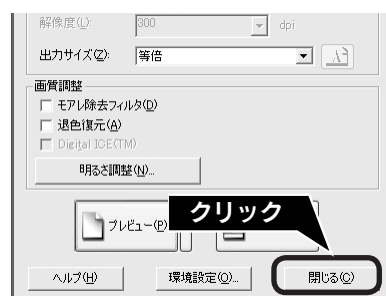 解像度(L): 300 dpi
出力サイズ(Z): 等倍
画質調整
モアレ除去フィルタ(D)
退色復元(A)
Digital ICE(TM)
明るさ調整(N)...
プレビュー(P)
クリック
ヘルプ(H) 環境設定(O)... 閉じる(C)